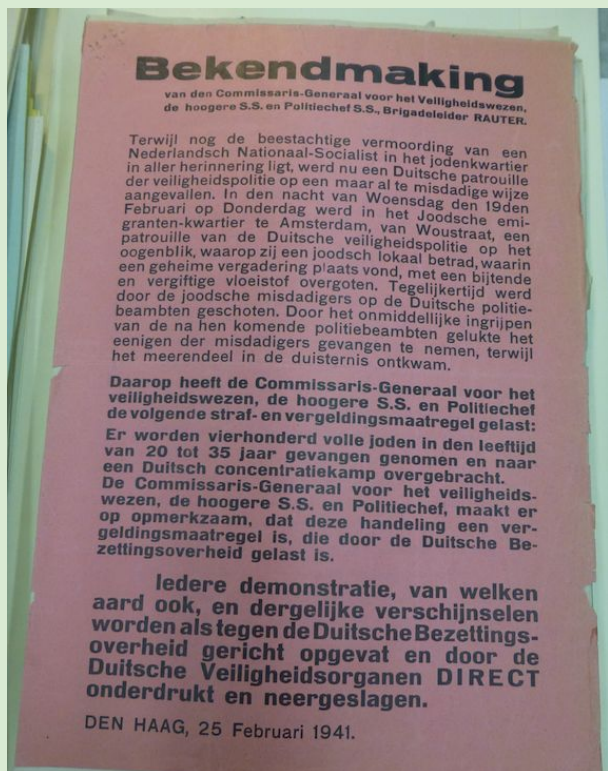 Bekendmaking
van den Commissaris-Generaal voor het Veiligheidswezen,
de hoogere S.S. en Politiechef S.S., Brigadeleider RAUTER.
Terwijl nog de beestachtige vermoording van een
Nederlandsch Nationaal-Socialist in het jodenkwartier
in aller herinnering ligt, werd nu een Duitsche patrouille
der veiligheidspolitie op een maar al te misdadige wijze
aangevallen. In den nacht van Woensdag den 19den
Februari op Donderdag werd in het Joodsche emi-
granten-kwartier te Amsterdam, van Woustraat, een
patrouille van de Duitsche veiligheidspolitie op het
oogenblik, waarop zij een joodsch lokaal betrad, waarin
een geheime vergadering plaats vond, met een bijtende
en vergiftige vloeistof overgoten. Tegelijkertijd werd
door de joodsche misdadigers op de Duitsche politie-
beambten geschoten. Door het onmiddellijke ingrijpen
van de na hen komende politiebeambten gelukte het
eenigen der misdadigers gevangen te nemen, terwijl
het meerendeel in de duisternis ontkwam.
Daarop heeft de Commissaris-Generaal voor het
veiligheidswezen, de hoogere S.S. en Politiechef
de volgende straf- en vergeldingsmaatregel gelast:
Er worden vierhonderd volle joden in den leeftijd
van 20 tot 35 jaar gevangen genomen en naar
een Duitsch concentratiekamp overgebracht.
De Commissaris-Generaal voor het veiligheids-
wezen, de hoogere S.S. en Politiechef, maakt er
op opmerkzaam, dat deze handeling een ver-
geldingsmaatregel is, die door de Duitsche Be-
zettingsoverheid gelast is.
Iedere demonstratie, van welken
aard ook, en dergelijke verschijnselen
worden als tegen de Duitsche Bezettings-
overheid gericht opgevat en door de
Duitsche Veiligheidsorganen DIRECT
onderdrukt en neergeslagen.
DEN HAAG, 25 Februari 1941.